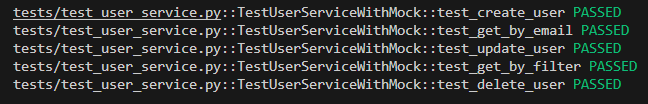 tests/test_user_service.py::TestUserServiceWithMock::test_create_user PASSED
tests/test_user_service.py::TestUserServiceWithMock::test_get_by_email PASSED
tests/test_user_service.py::TestUserServiceWithMock::test_update_user PASSED
tests/test_user_service.py::TestUserServiceWithMock::test_get_by_filter PASSED
tests/test_user_service.py::TestUserServiceWithMock::test_delete_user PASSED